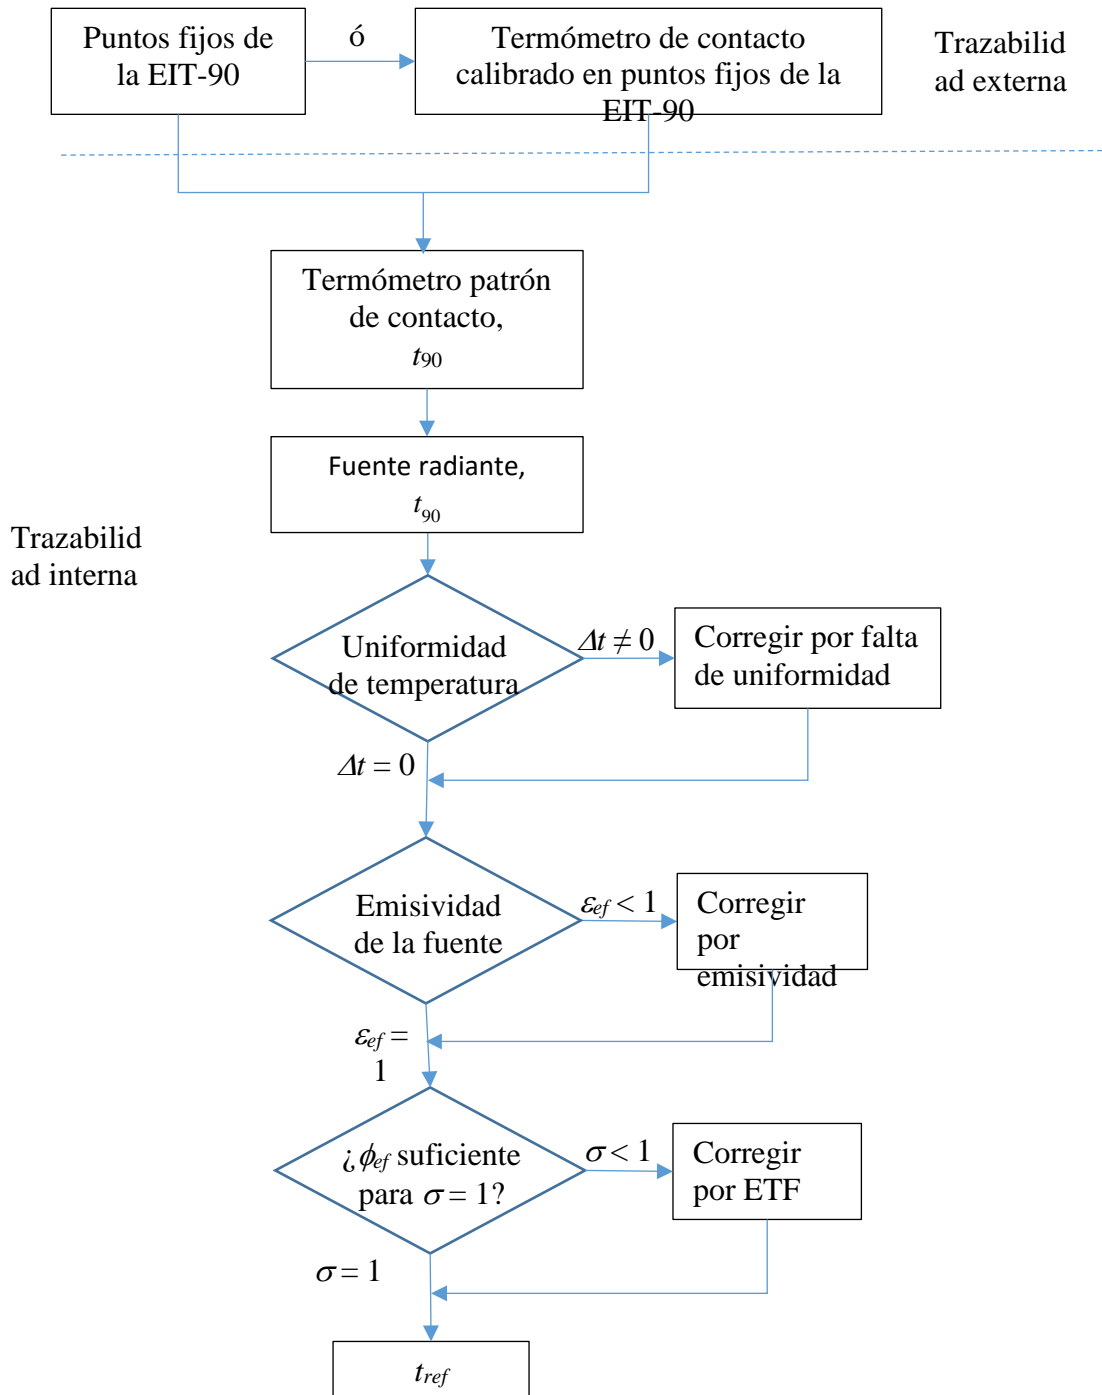 Puntos fijos de
la EIT-90
ó
Termómetro de contacto
calibrado en puntos fijos de la
EIT-90
Trazabilid
ad externa
Termómetro patrón
de contacto,
t90
Fuente radiante,
t90
Trazabilid
ad interna
Uniformidad
de temperatura
Δt ≠ 0
Corregir por falta
de uniformidad
Δt = 0
Emisividad
de la fuente
εef < 1
Corregir
por
emisividad
εef =
1
¿ϕef suficiente
para σ = 1?
σ < 1
Corregir
por ETF
σ = 1
tref